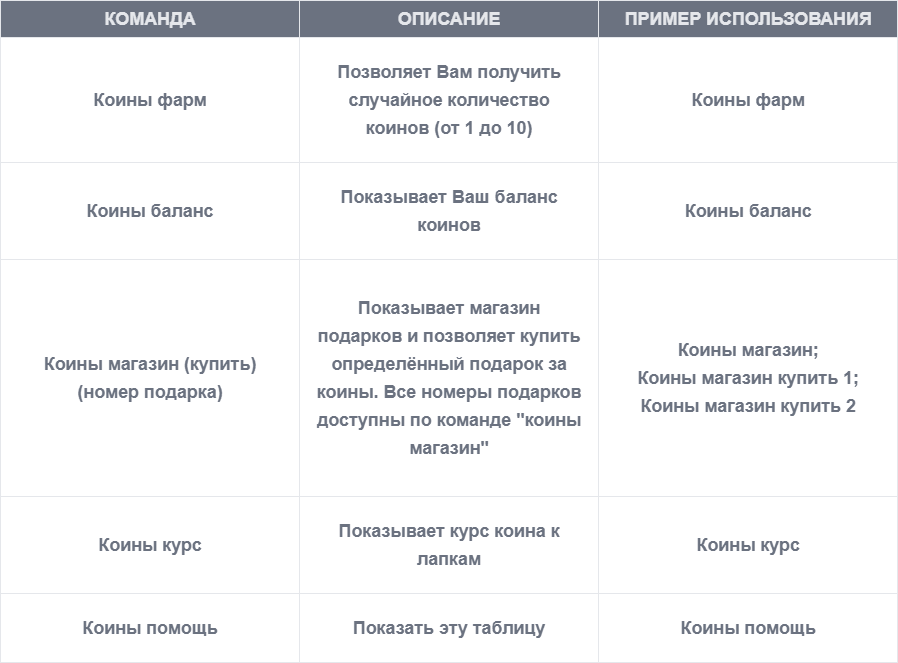 КОМАНДА
ОПИСАНИЕ
ПРИМЕР ИСПОЛЬЗОВАНИЯ
Коины фарм
Позволяет Вам получить
случайное количество
коинов (от 1 до 10)
Коины фарм
Коины баланс
Показывает Ваш баланс
коинов
Коины баланс
Коины магазин (купить)
(номер подарка)
Показывает магазин
подарков и позволяет купить
определённый подарок за
коины. Все номеры подарков
доступны по команде "коины
магазин"
Коины магазин;
Коины магазин купить 1;
Коины магазин купить 2
Коины курс
Показывает курс коина к
лапкам
Коины курс
Коины помощь
Показать эту таблицу
Коины помощь